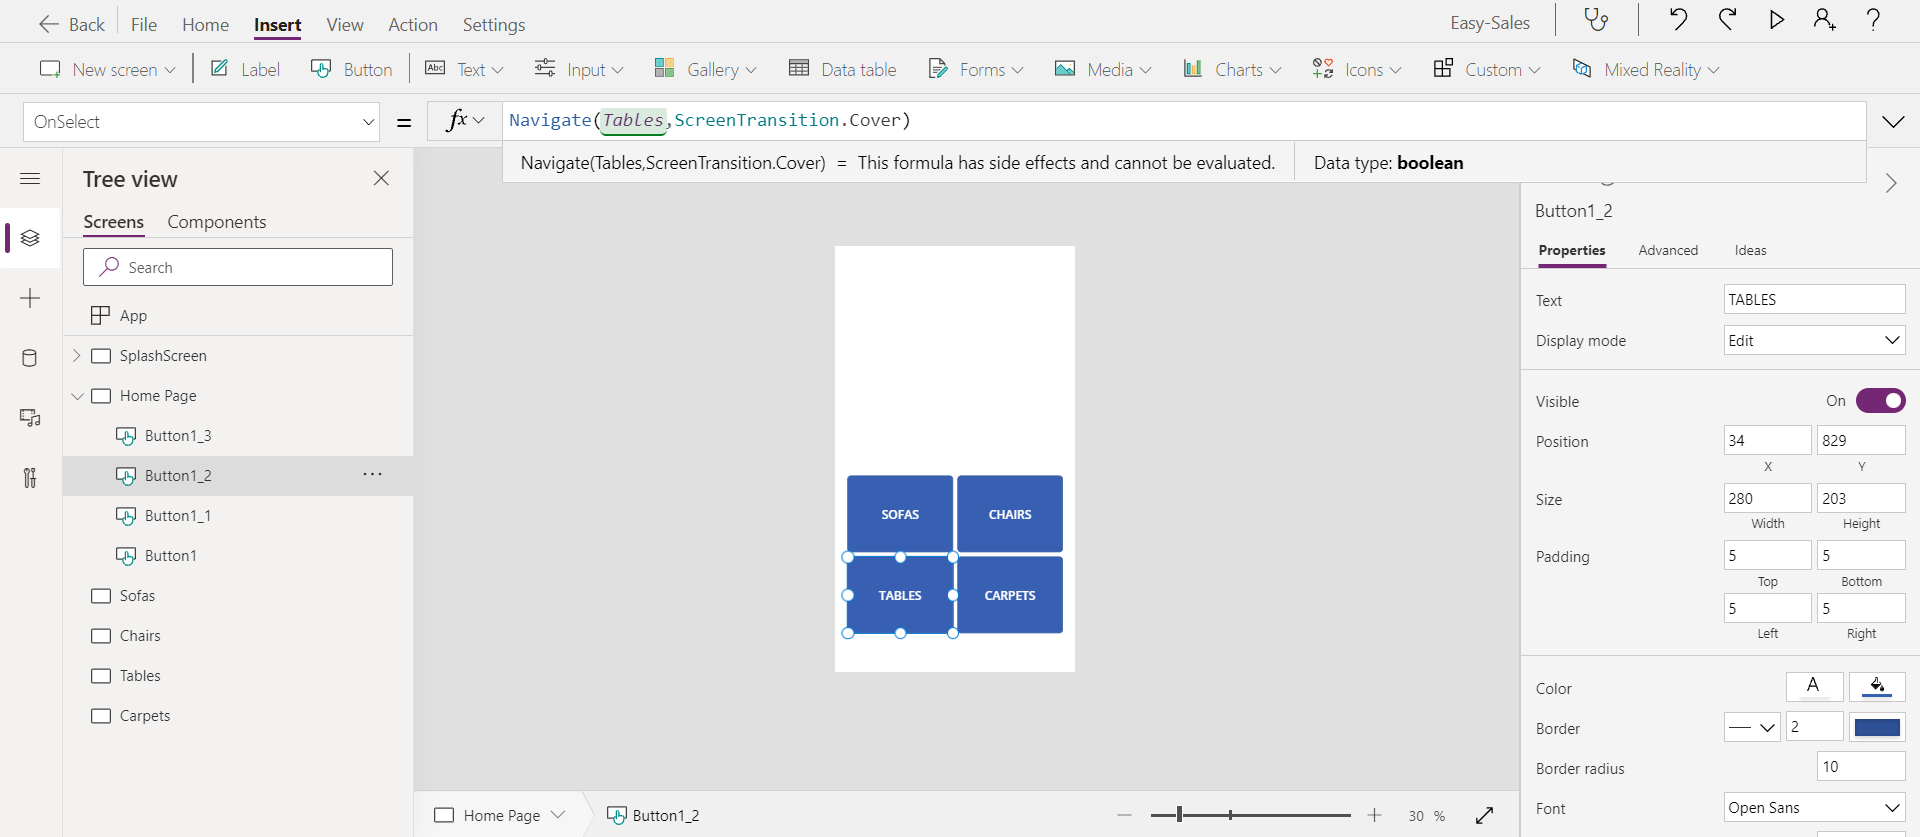 Back File Home Insert View Action Settings Easy-Sales ?
New screen Label Button Abc Text Input Gallery Data table Forms Media Charts Icons Custom Mixed Reality
OnSelect = fx Navigate(Tables,ScreenTransition.Cover)
Navigate(Tables,ScreenTransition.Cover) = This formula has side effects and cannot be evaluated. Data type: boolean
Tree view
Screens Components
Search
App
SplashScreen
Home Page
Button1_3
Button1_2 ...
Button1_1
Button1
Sofas
Chairs
Tables
Carpets
SOFAS CHAIRS
TABLES CARPETS
Home Page Button1_2 30 %
Button1_2
Properties Advanced Ideas
Text TABLES
Display mode Edit
Visible On
Position 34 829
X Y
Size 280 203
Width Height
Padding 5 5
Top Bottom
5 5
Left Right
Color A
Border 2
Border radius 10
Font Open Sans